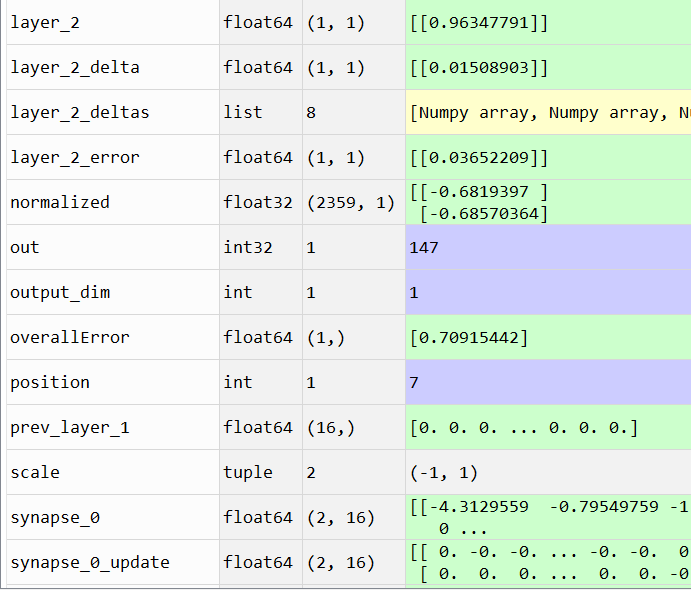 layer_2 float64 (1, 1) [[0.96347791]]
layer_2_delta float64 (1, 1) [[0.01508903]]
layer_2_deltas list 8 [Numpy array, Numpy array, Nu
layer_2_error float64 (1, 1) [[0.03652209]]
normalized float32 (2359, 1) [[-0.6819397 ]
[-0.68570364]
out int32 1 147
output_dim int 1 1
overallError float64 (1,) [0.70915442]
position int 1 7
prev_layer_1 float64 (16,) [0. 0. 0. ... 0. 0. 0.]
scale tuple 2 (-1, 1)
synapse_0 float64 (2, 16) [[-4.3129559 -0.79549759 -1
0 ...
synapse_0_update float64 (2, 16) [[ 0. -0. -0. ... -0. -0. 0
[ 0. 0. 0. ... 0. 0. -0